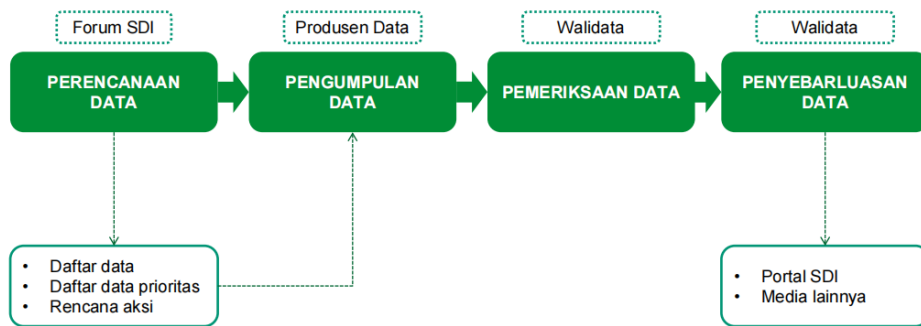 Forum SDI
Produsen Data
Walidata
Walidata
PERENCANAAN
DATA
PENGUMPULAN
DATA
PEMERIKSAAN DATA
PENYEBARLUASAN
DATA
• Daftar data
• Daftar data prioritas
• Rencana aksi
• Portal SDI
• Media lainnya